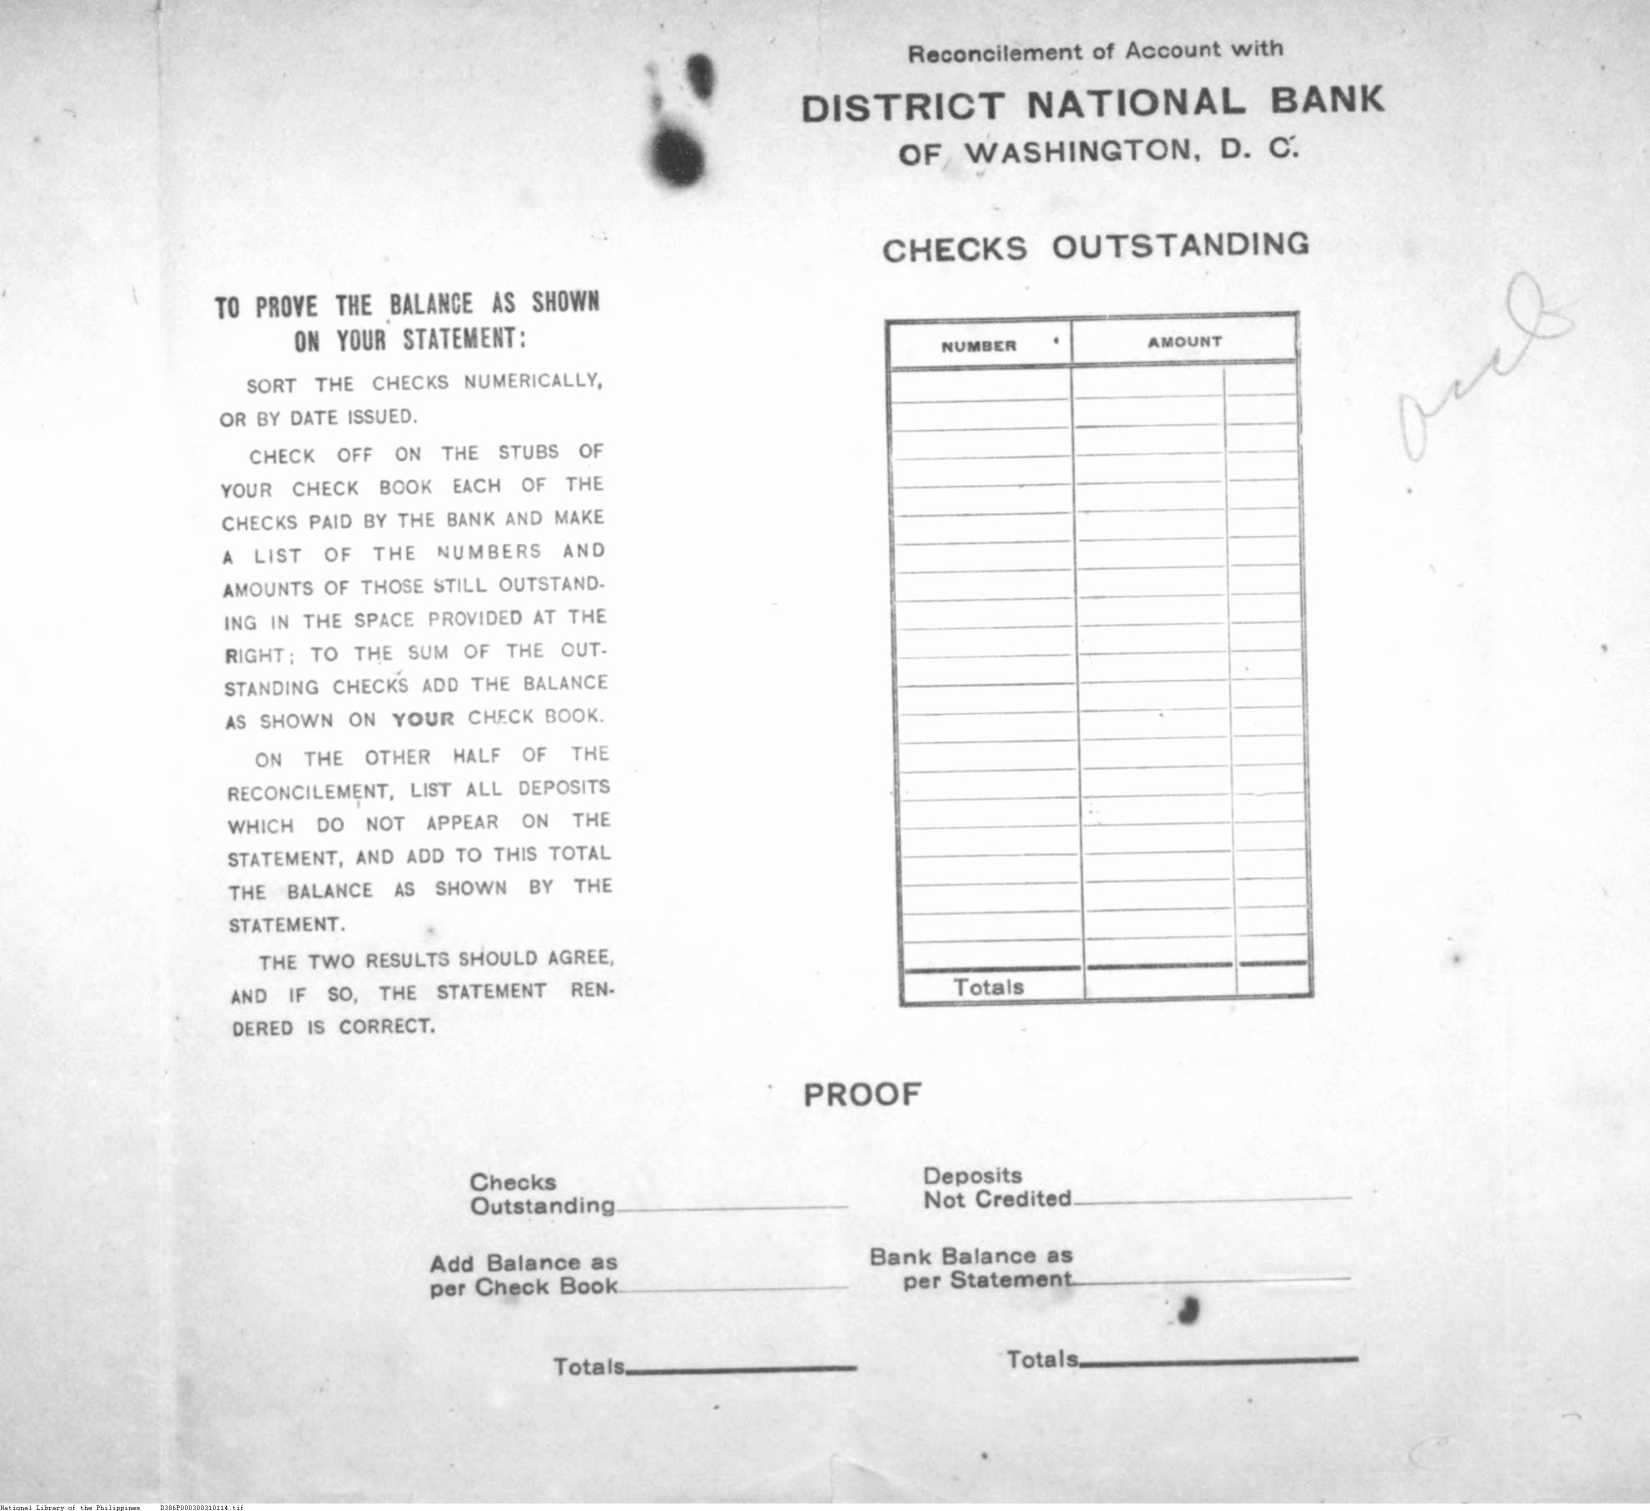 Reconcilement of Account with
DISTRICT NATIONAL BANK
OF WASHINGTON, D. C.
TO PROVE THE BALANCE AS SHOWN
ON YOUR STATEMENT:
SORT THE CHECKS NUMERICALLY,
OR BY DATE ISSUED.
CHECK OFF ON THE STUBS OF
YOUR CHECK BOOK EACH OF THE
CHECKS PAID BY THE BANK AND MAKE
A LIST OF THE NUMBERS AND
AMOUNTS OF THOSE STILL OUTSTAND-
ING IN THE SPACE PROVIDED AT THE
RIGHT; TO THE SUM OF THE OUT-
STANDING CHECKS ADD THE BALANCE
AS SHOWN ON YOUR CHECK BOOK.
ON THE OTHER HALF OF THE
RECONCILEMENT, LIST ALL DEPOSITS
WHICH DO NOT APPEAR ON THE
STATEMENT, AND ADD TO THIS TOTAL
THE BALANCE AS SHOWN BY THE
STATEMENT.
THE TWO RESULTS SHOULD AGREE,
AND IF SO, THE STATEMENT REN-
DERED IS CORRECT.
CHECKS OUTSTANDING
NUMBER AMOUNT
Totals
PROOF
Checks
Outstanding
Add Balance as
per Check Book
Totals
Deposits
Not Credited
Bank Balance as
per Statement
Totals
National Library of the Philippines D386P000300310114.tif